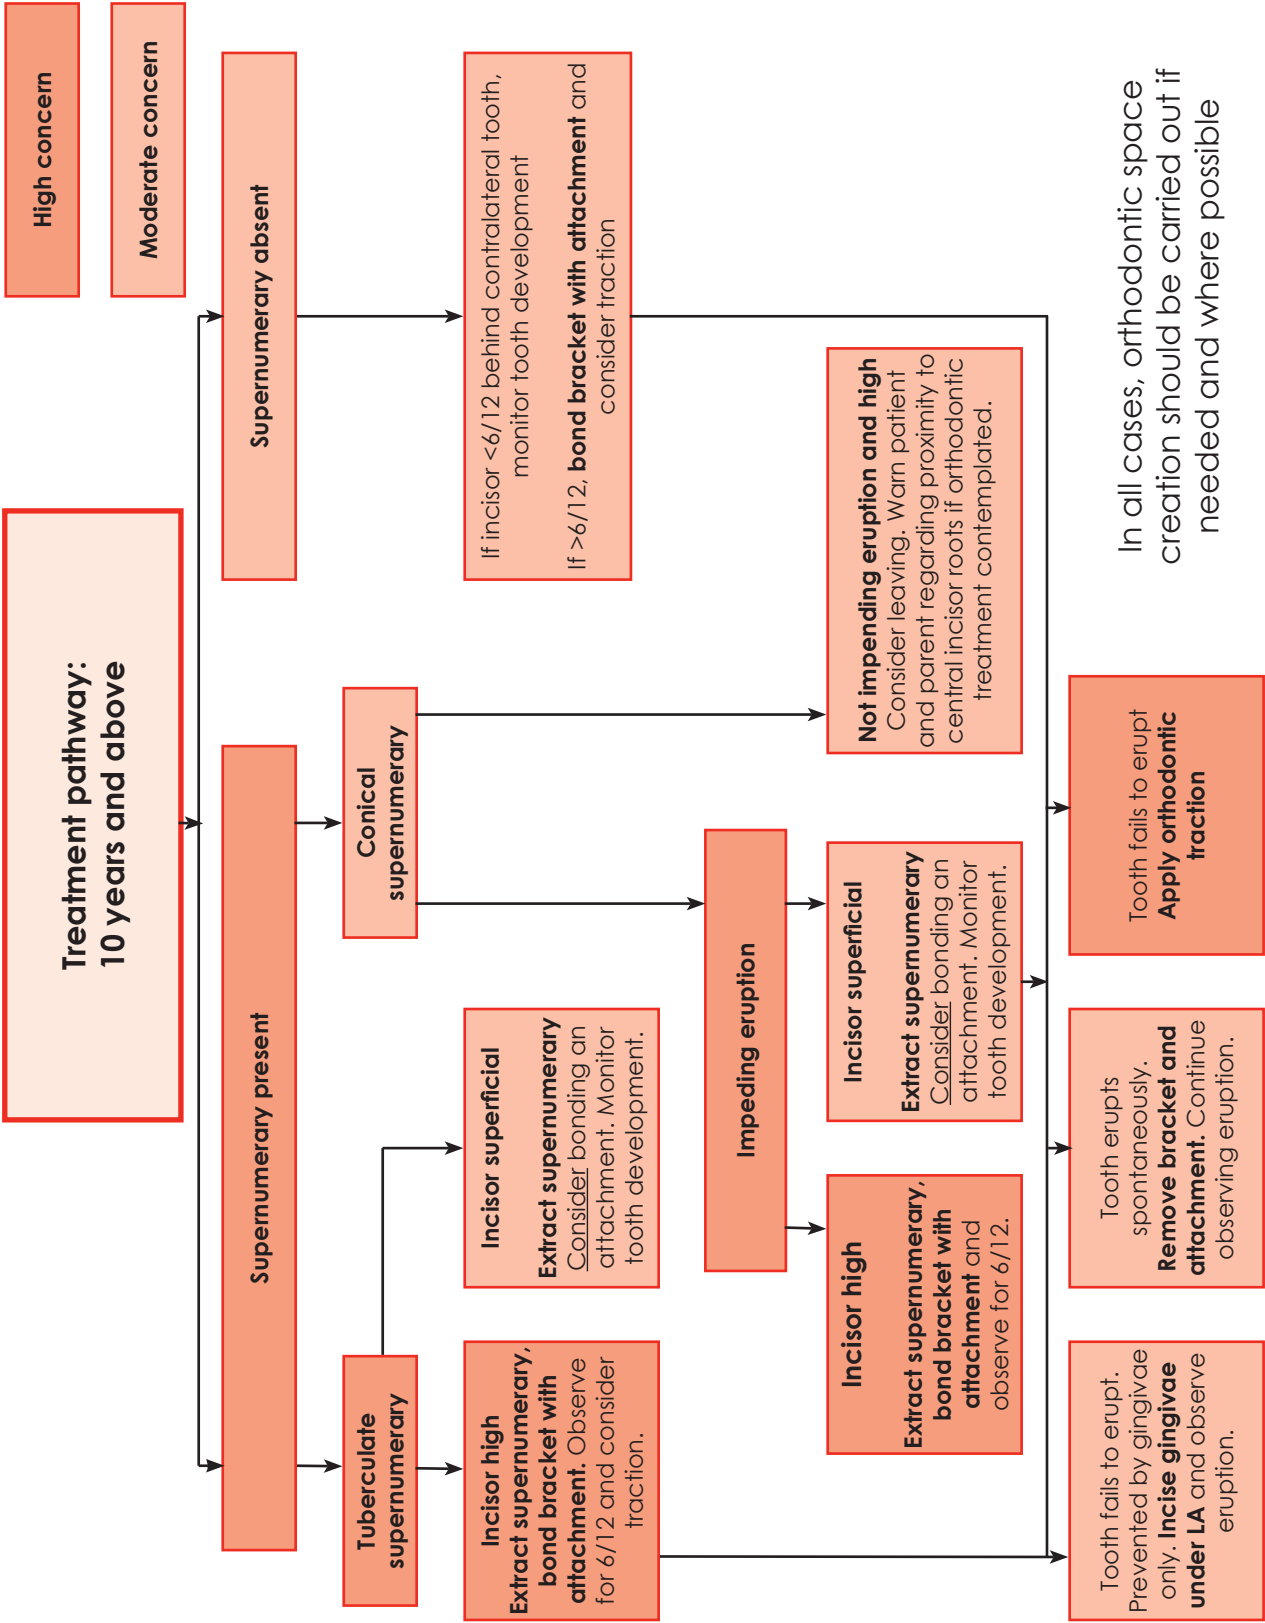 Treatment pathway:
10 years and above
High concern
Moderate concern
Supernumerary present
Supernumerary absent
Tuberculate
supernumerary
Conical
supernumerary
Incisor high
Extract supernumerary,
bond bracket with
attachment. Observe
for 6/12 and consider
traction.
Incisor superficial
Extract supernumerary
Consider bonding an
attachment. Monitor
tooth development.
If incisor <6/12 behind contralateral tooth,
monitor tooth development
If >6/12, bond bracket with attachment and
consider traction
Impeding eruption
Incisor high
Extract supernumerary,
bond bracket with
attachment and
observe for 6/12.
Incisor superficial
Extract supernumerary
Consider bonding an
attachment. Monitor
tooth development.
Not impending eruption and high
Consider leaving. Warn patient
and parent regarding proximity to
central incisor roots if orthodontic
treatment contemplated.
Tooth fails to erupt.
Prevented by gingivae
only. Incise gingivae
under LA and observe
eruption.
Tooth erupts
spontaneously.
Remove bracket and
attachment. Continue
observing eruption.
Tooth fails to erupt
Apply orthodontic
traction
In all cases, orthodontic space
creation should be carried out if
needed and where possible